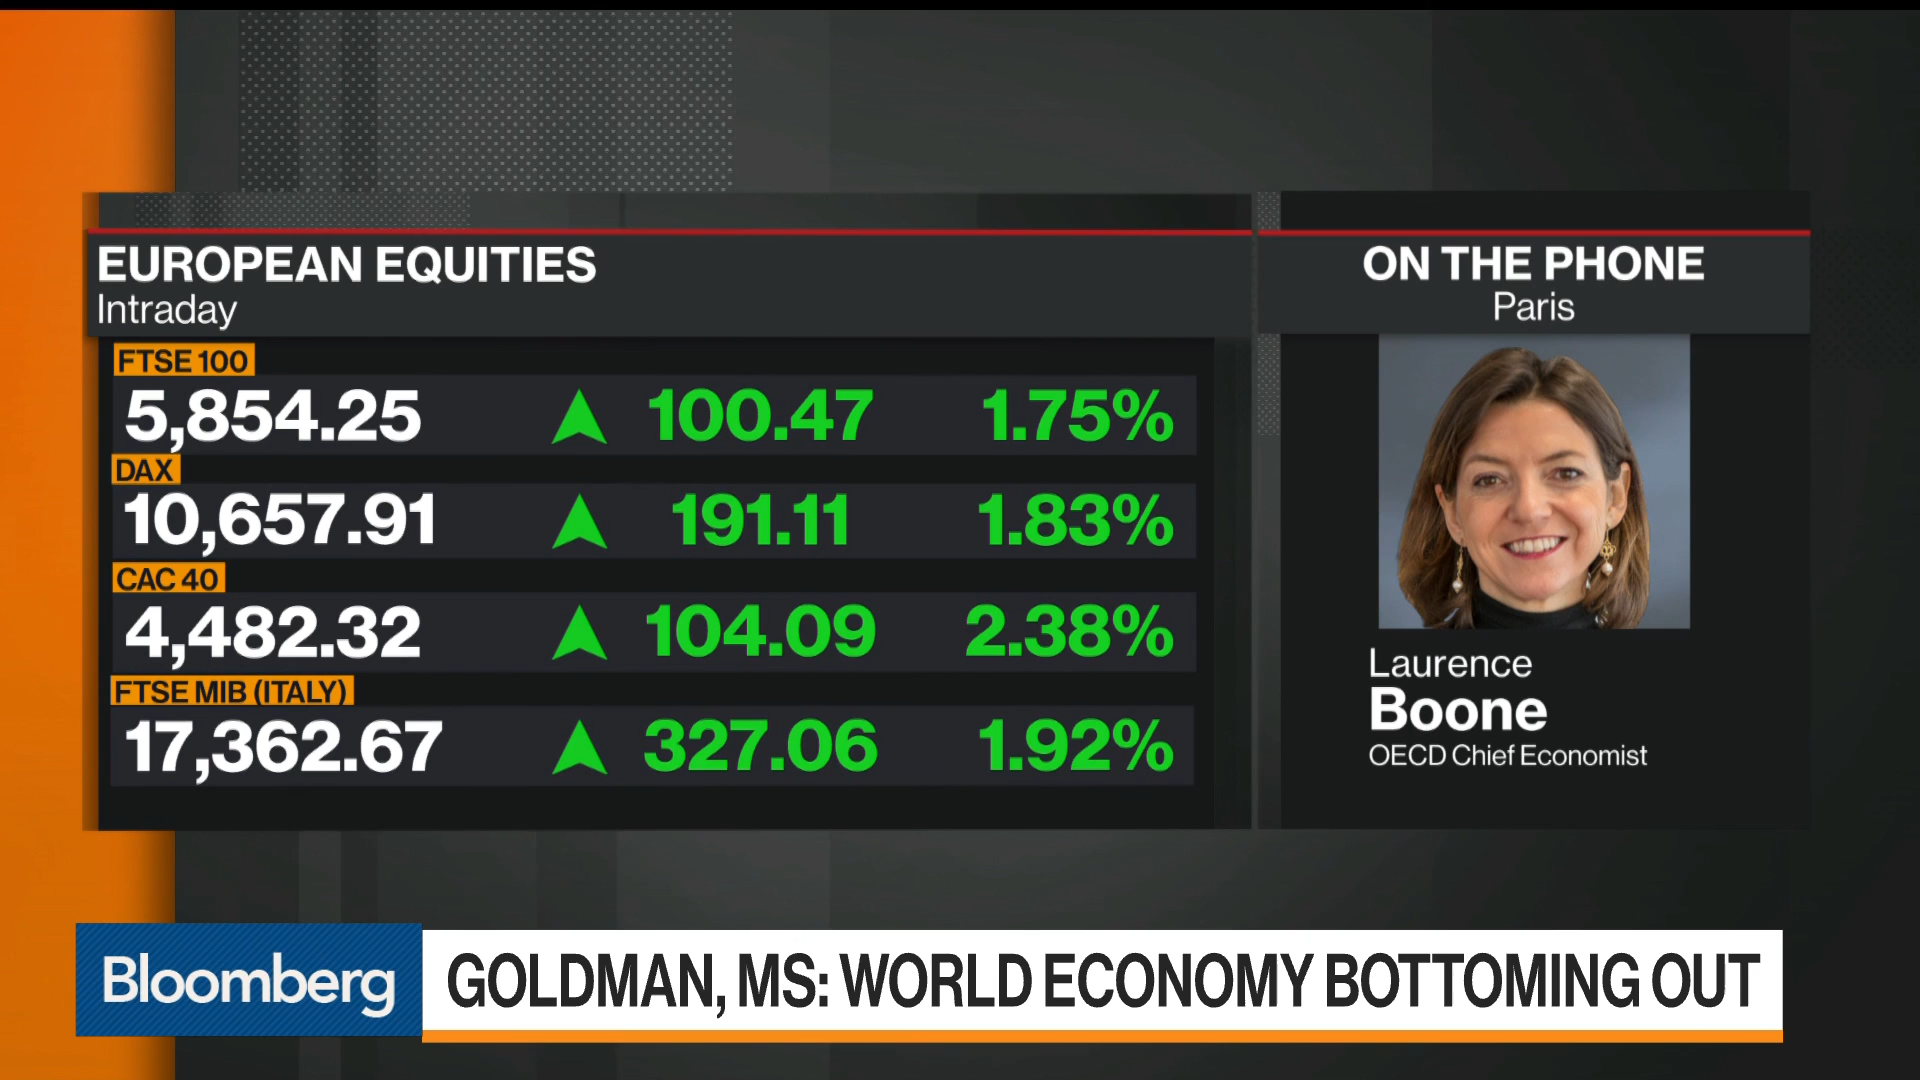 EUROPEAN EQUITIES
Intraday
FTSE 100
5,854.25 ▲ 100.47 1.75%
DAX
10,657.91 ▲ 191.11 1.83%
CAC 40
4,482.32 ▲ 104.09 2.38%
FTSE MIB (ITALY)
17,362.67 ▲ 327.06 1.92%
ON THE PHONE
Paris
Laurence
Boone
OECD Chief Economist
Bloomberg
GOLDMAN, MS: WORLD ECONOMY BOTTOMING OUT